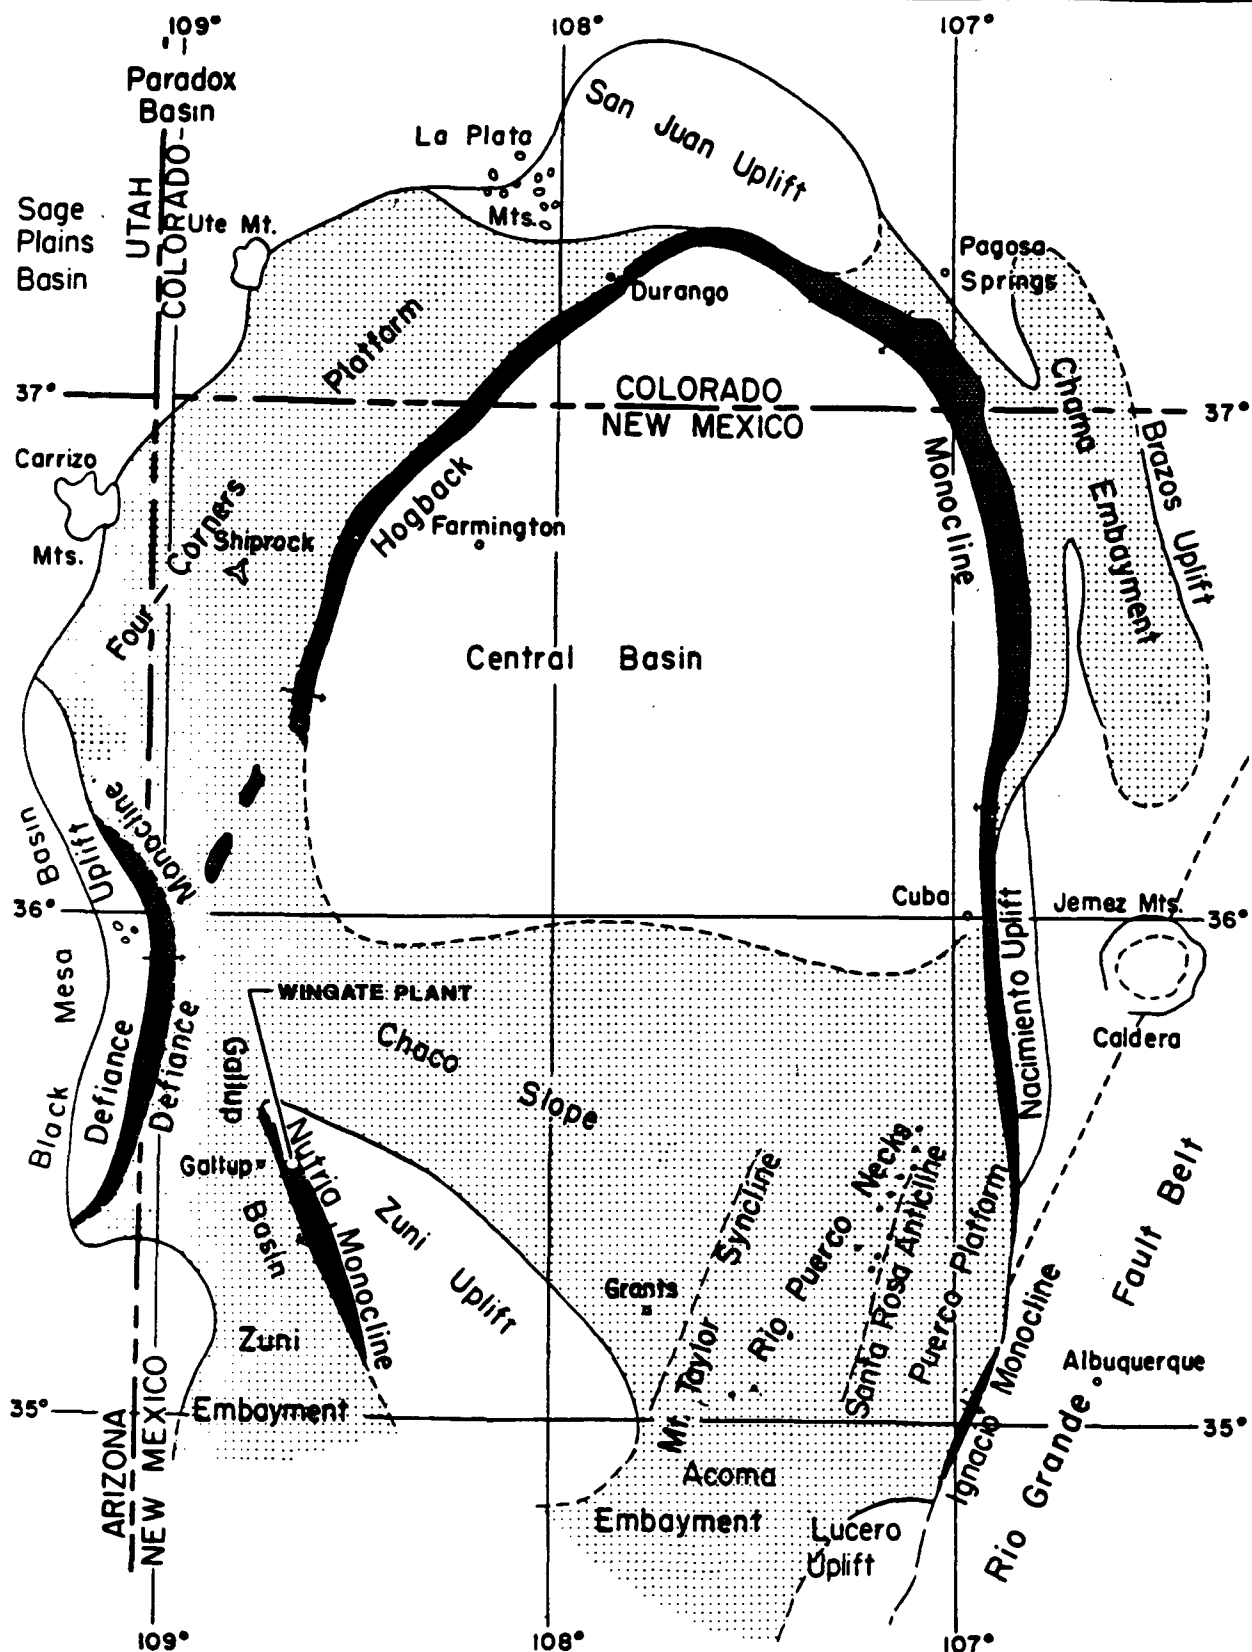 109°
108°
107°
Paradox
Basin
San Juan Uplift
La Plata
Mts.
UTAH
COLORADO
Sage
Plains
Basin
Ute Mt.
Pagosa
Springs
Durango
Platform
37°
COLORADO
NEW MEXICO
37°
Chama
Embayment
Brazos Uplift
Monocline
Carrizo
Mts.
Hogback
Farmington
Four Corners
Shiprock
Central Basin
Monocline
Basin
Uplift
36°
Cuba
Jemez Mts.
36°
Nacimiento Uplift
Caldera
Black Mesa
Defiance
Defiance
WINGATE PLANT
Gallup
Chaco
Slope
Gallup
Basin
Nutria Monocline
Zuni
Uplift
Grants
Mt. Taylor Syncline
Rio Puerco Necks
Santa Rosa Anticline
Puerco Platform
Fault Belt
Zuni
Embayment
Albuquerque
35°
35°
ARIZONA
NEW MEXICO
Acoma
Embayment
Ignacio Monocline
Rio Grande
Lucero
Uplift
109°
108°
107°